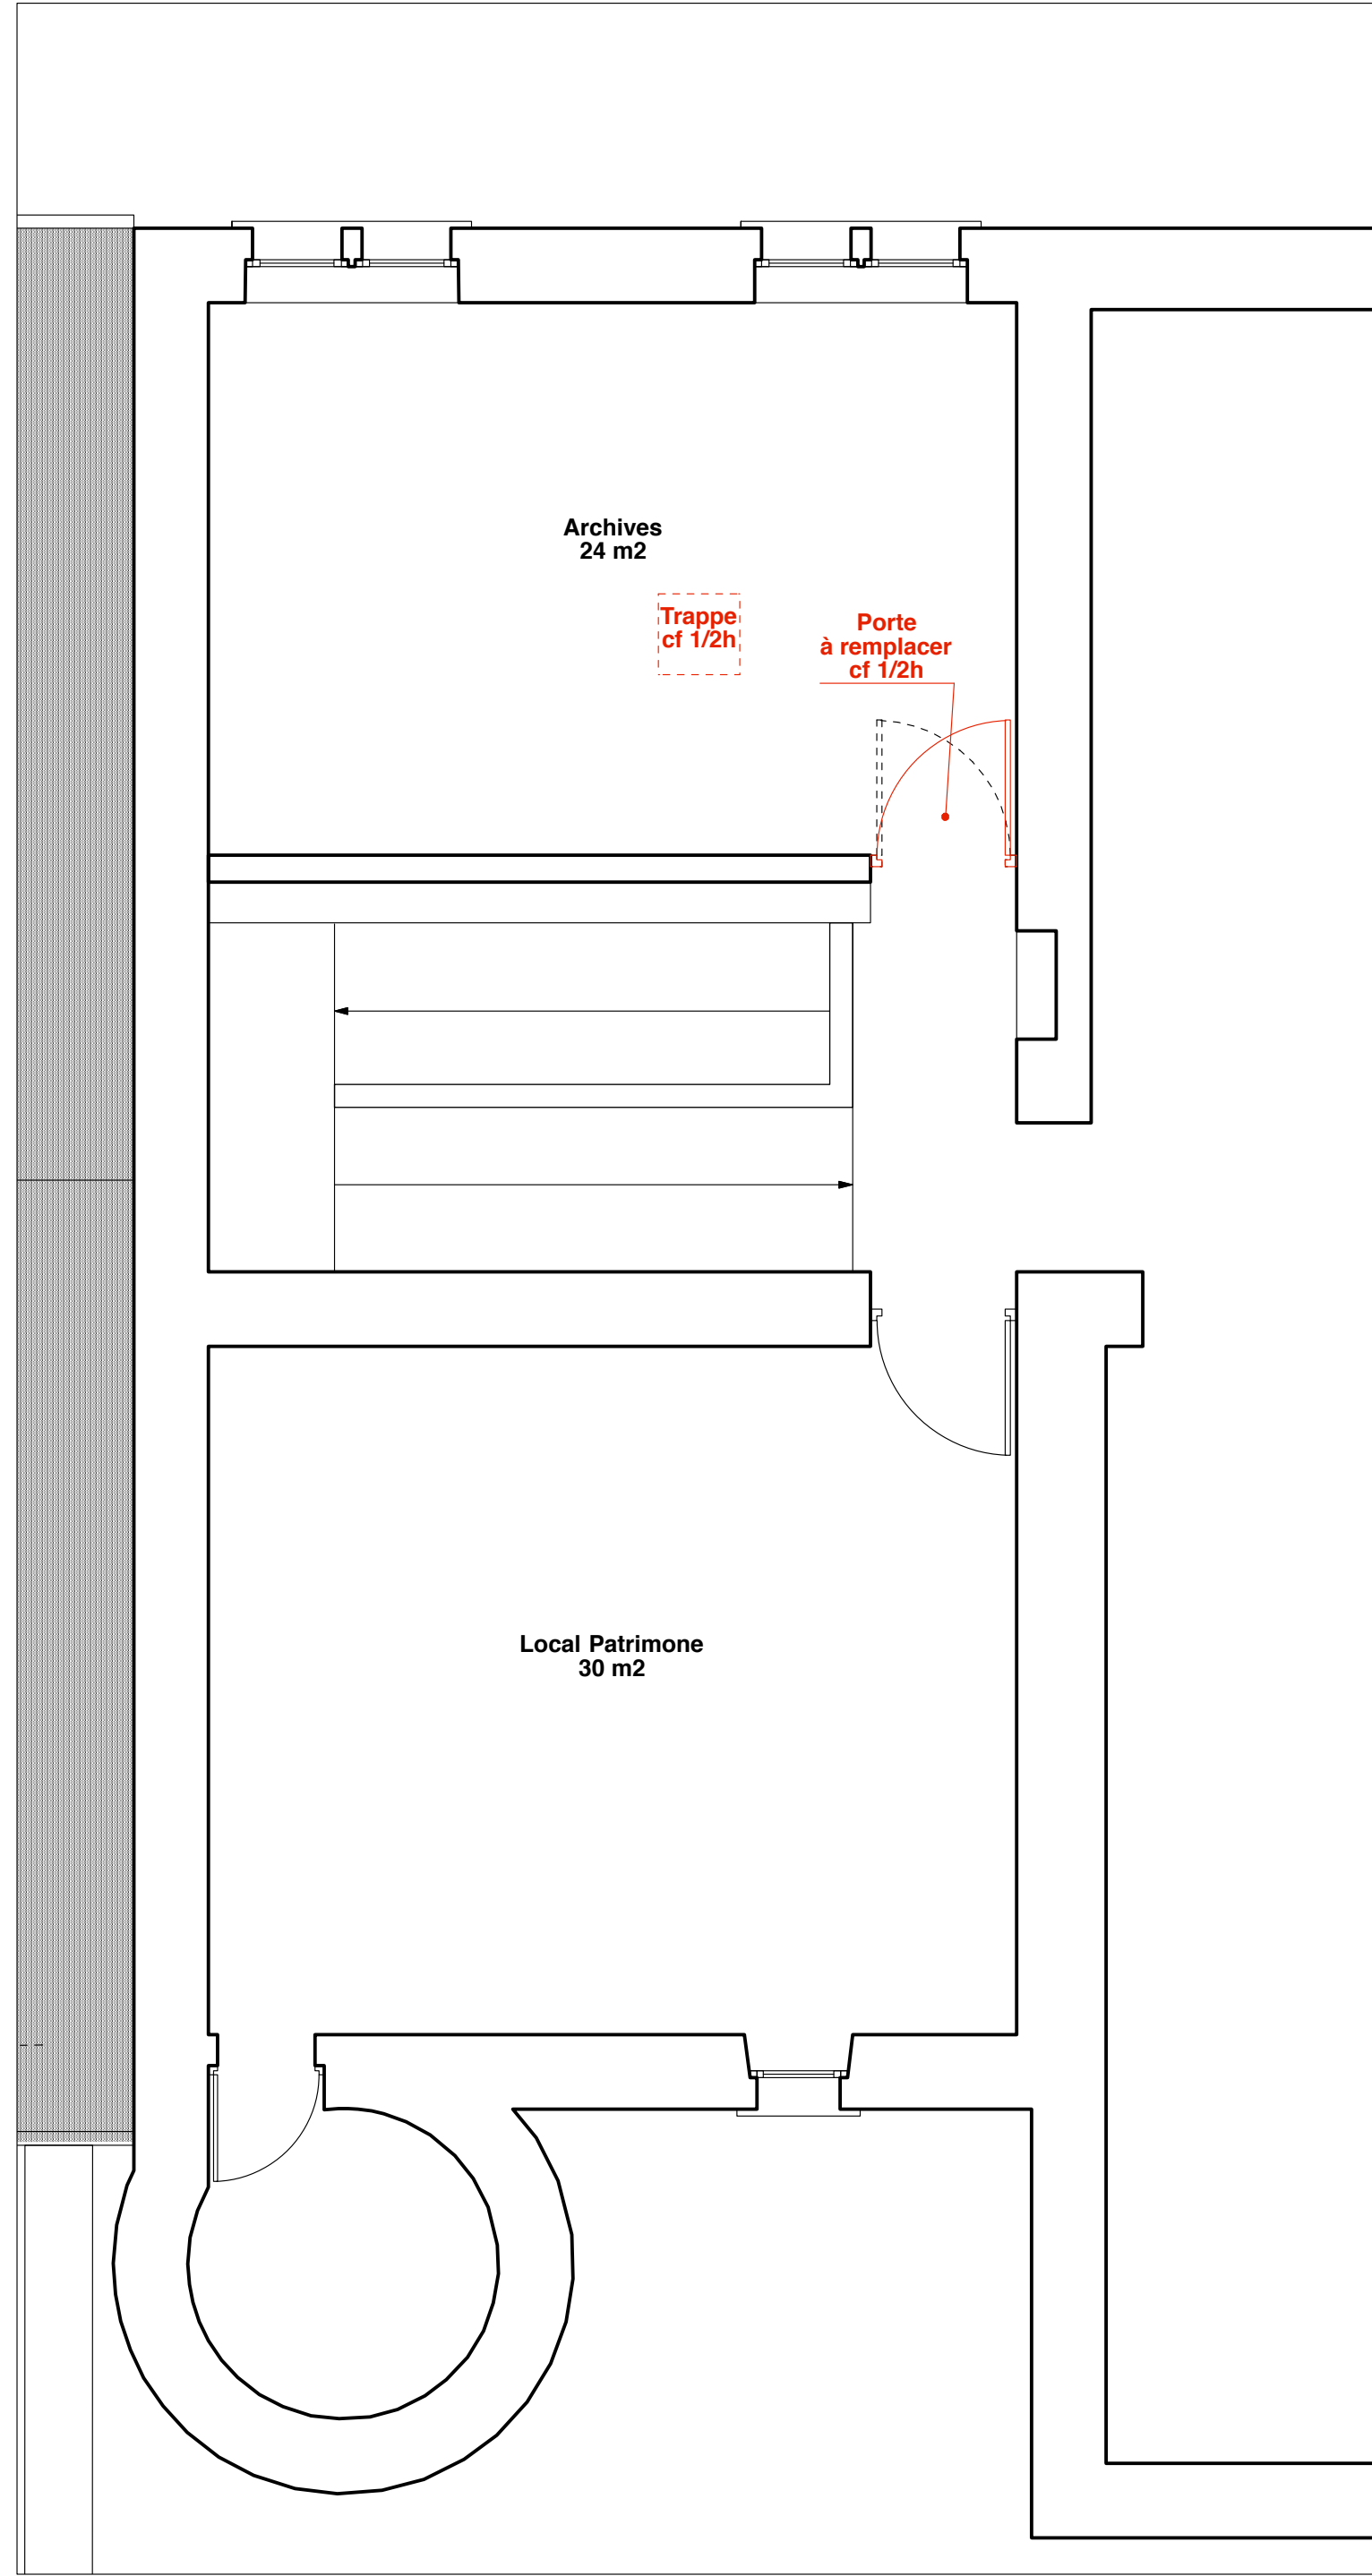 Archives
24 m2
Trappe
cf 1/2h
Porte
à remplacer
cf 1/2h
Local Patrimone
30 m2